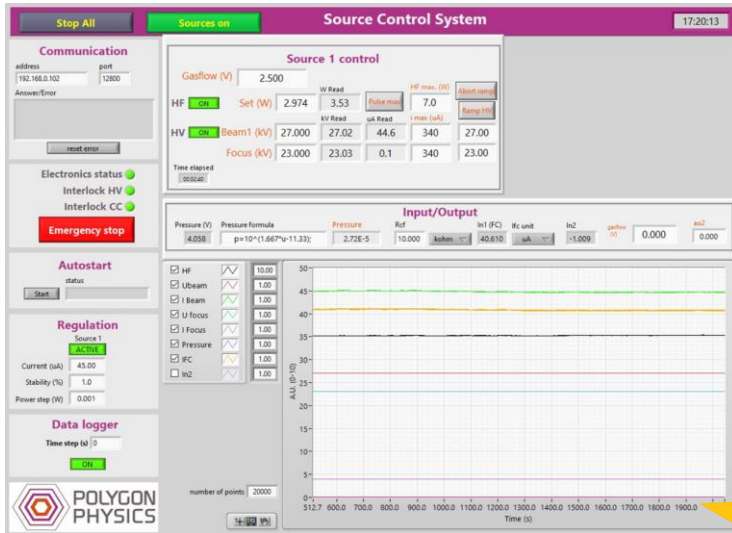 Stop All
Sources on
Source Control System
17:20:13
Communication
address port
192.168.0.102 12800
Answer/Error
reset error
Electronics status
Interlock HV
Interlock CC
Emergency stop
Autostart
status
Start
Regulation
Source 1
ACTIVE
Current (uA) 45.00
Stability (%) 1.0
Power step (W) 0.001
Data logger
Time step (s) 0
ON
POLYGON
PHYSICS
Source 1 control
Gasflow (V) 2.500
W Read HF max. (W) Abort ramp
HF ON Set (W) 2.974 3.53 Pulse max 7.0
kV Read uA Read i max (uA) Ramp HV
HV ON Beam1 (kV) 27.000 27.02 44.6 340 27.00
Focus (kV) 23.000 23.03 0.1 340 23.00
Time elapsed
00:52:40
Input/Output
Pressure (V) Pressure formula Pressure Rcf In1 (FC) Ifc unit In2 gasflow (V) ao2
4.058 p=10^(1.667*u-11.33); 2.72E-5 10.000 kohm 40.610 uA -1.009 0.000 0.000
HF 10.00
Ubeam 1.00
I Beam 1.00
U focus 1.00
I Focus 1.00
Pressure 1.00
IFC 1.00
In2 1.00
number of points 20000
A.U. (0-10)
50
45
40
35
30
25
20
15
10
5
0
512.7 600.0 700.0 800.0 900.0 1000.0 1100.0 1200.0 1300.0 1400.0 1500.0 1600.0 1700.0 1800.0 1900.0
Time (s)